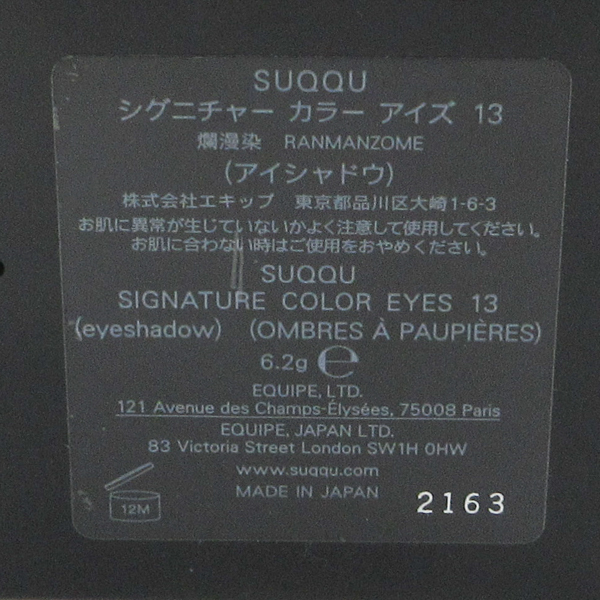 SUQQU
シグニチャー カラー アイズ 13
爛漫染 RANMANZOME
(アイシャドウ)
株式会社エキップ 東京都品川区大崎1-6-3
お肌に異常が生じていないかよく注意して使用してください。
お肌に合わない時はご使用をおやめください。
SUQQU
SIGNATURE COLOR EYES 13
(eyeshadow) (OMBRES À PAUPIÈRES)
6.2g ℮
EQUIPE, LTD.
121 Avenue des Champs-Élysées, 75008 Paris
EQUIPE, JAPAN LTD.
83 Victoria Street London SW1H 0HW
www.suqqu.com
MADE IN JAPAN
12M
2163